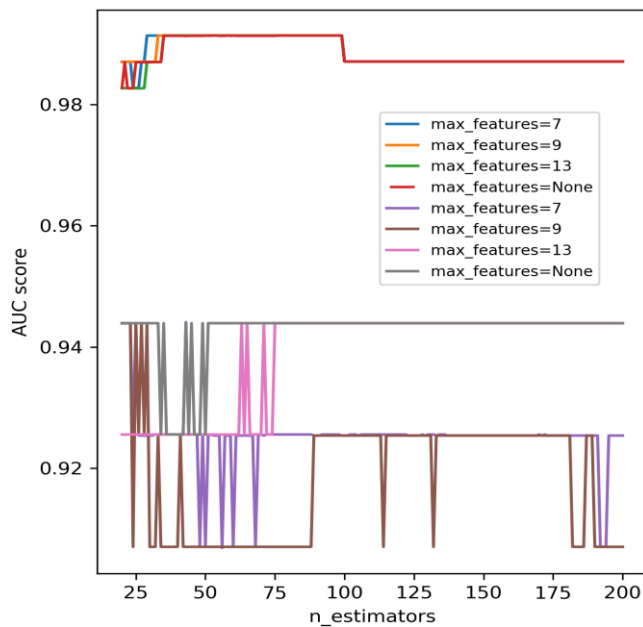 0.98
0.96
0.94
0.92
AUC score
max_features=7
max_features=9
max_features=13
max_features=None
max_features=7
max_features=9
max_features=13
max_features=None
25 50 75 100 125 150 175 200
n_estimators